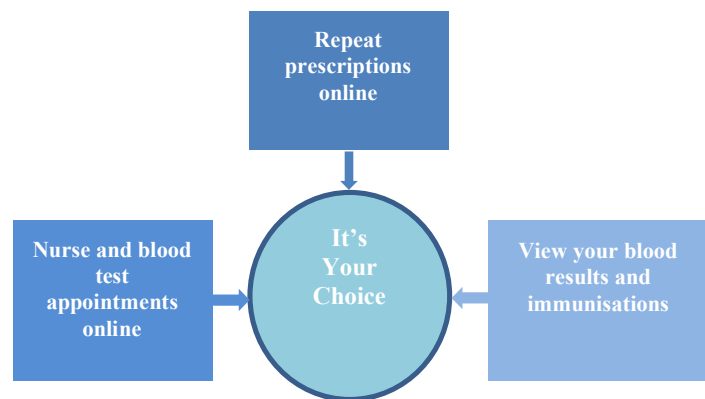 Repeat
prescriptions
online
Nurse and blood
test
appointments
online
It’s
Your
Choice
View your blood
results and
immunisations